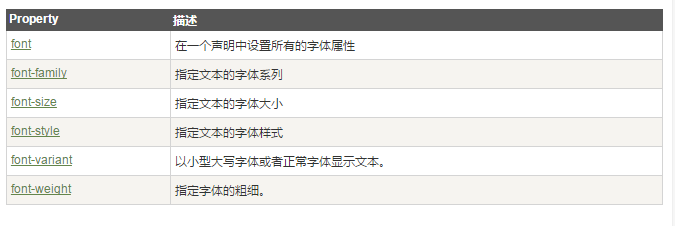 Property 描述
font 在一个声明中设置所有的字体属性
font-family 指定文本的字体系列
font-size 指定文本的字体大小
font-style 指定文本的字体样式
font-variant 以小型大写字体或者正常字体显示文本。
font-weight 指定字体的粗细。